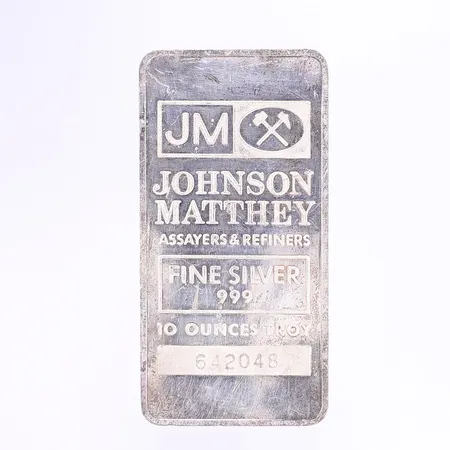 JM
JOHNSON
MATTHEY
ASSAYERS & REFINERS
FINE SILVER
999
10 OUNCES TROY
642048